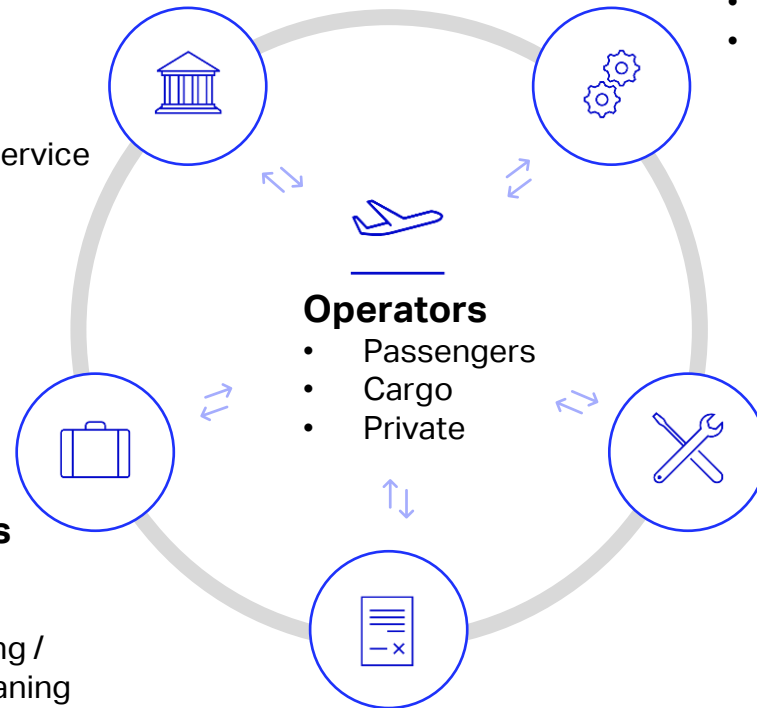 •
•
ervice
Operators
• Passengers
• Cargo
• Private
s
ng /
aning